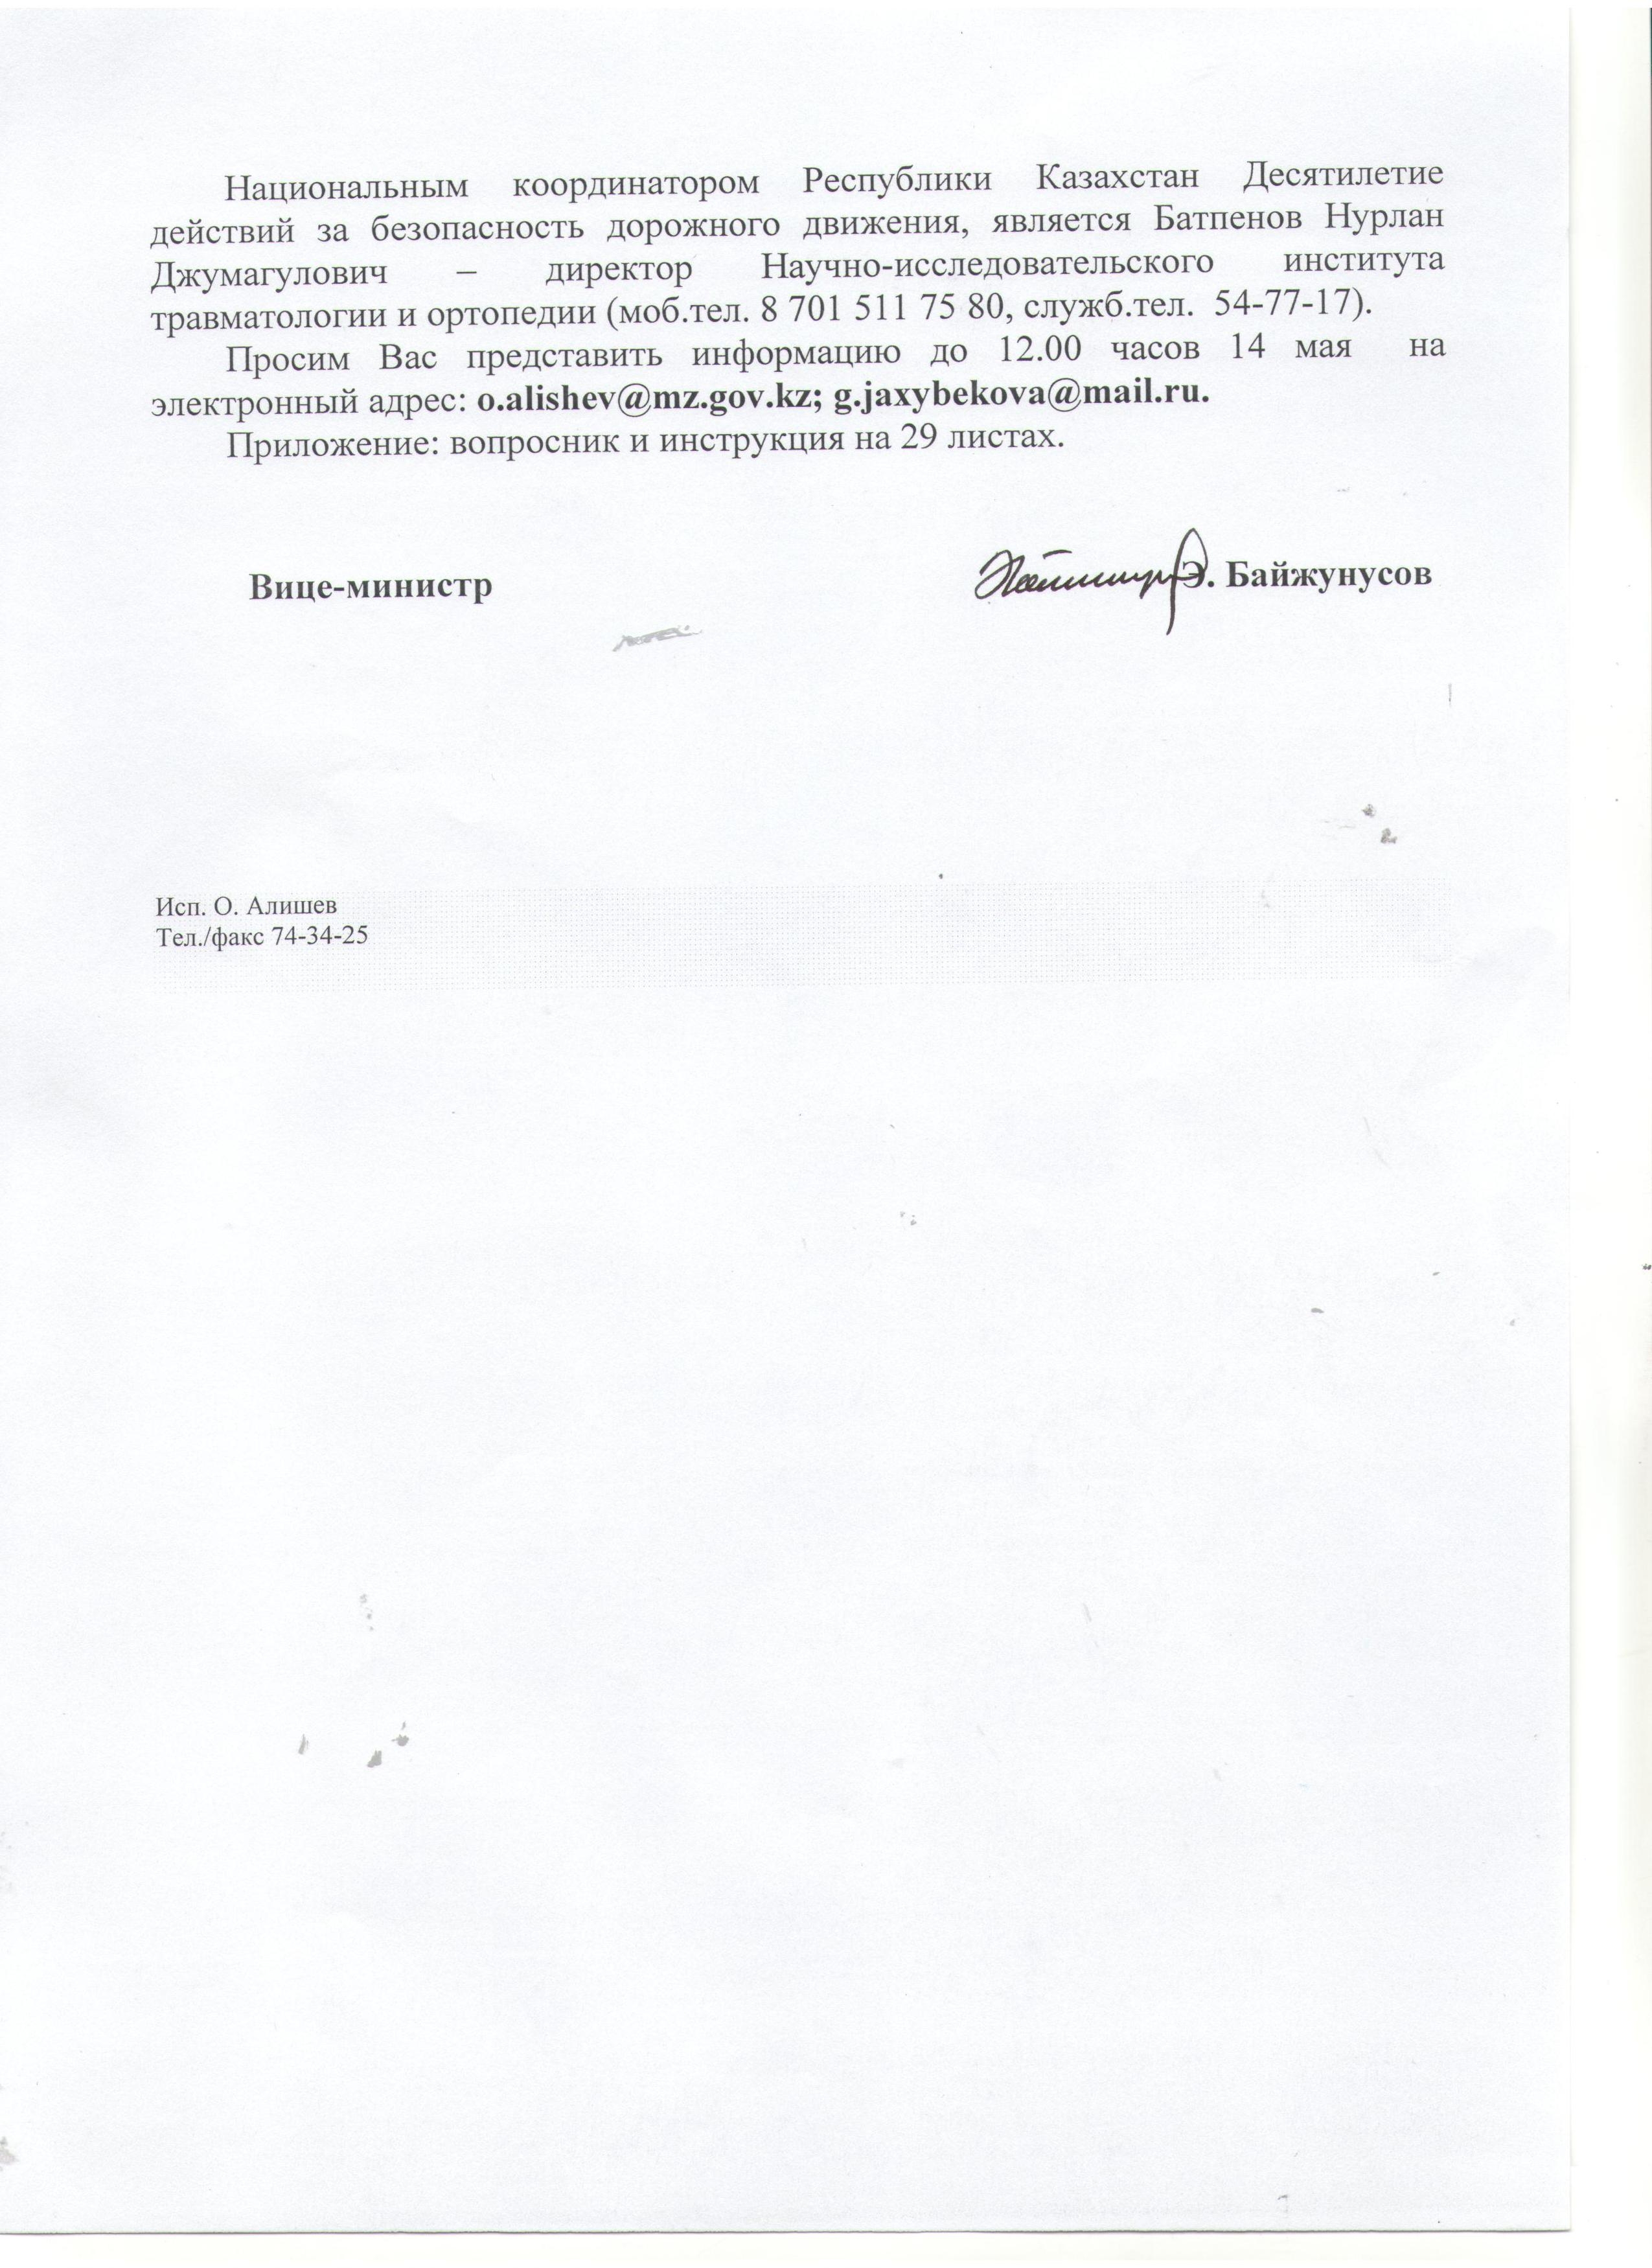 Национальным координатором Республики Казахстан Десятилетие
действий за безопасность дорожного движения, является Батпенов Нурлан
Джумагулович – директор Научно-исследовательского института
травматологии и ортопедии (моб.тел. 8 701 511 75 80, служб.тел. 54-77-17).
Просим Вас представить информацию до 12.00 часов 14 мая на
электронный адрес: o.alishev@mz.gov.kz; g.jaxybekova@mail.ru.
Приложение: вопросник и инструкция на 29 листах.
Вице-министр Э. Байжунусов
Исп. О. Алишев
Тел./факс 74-34-25